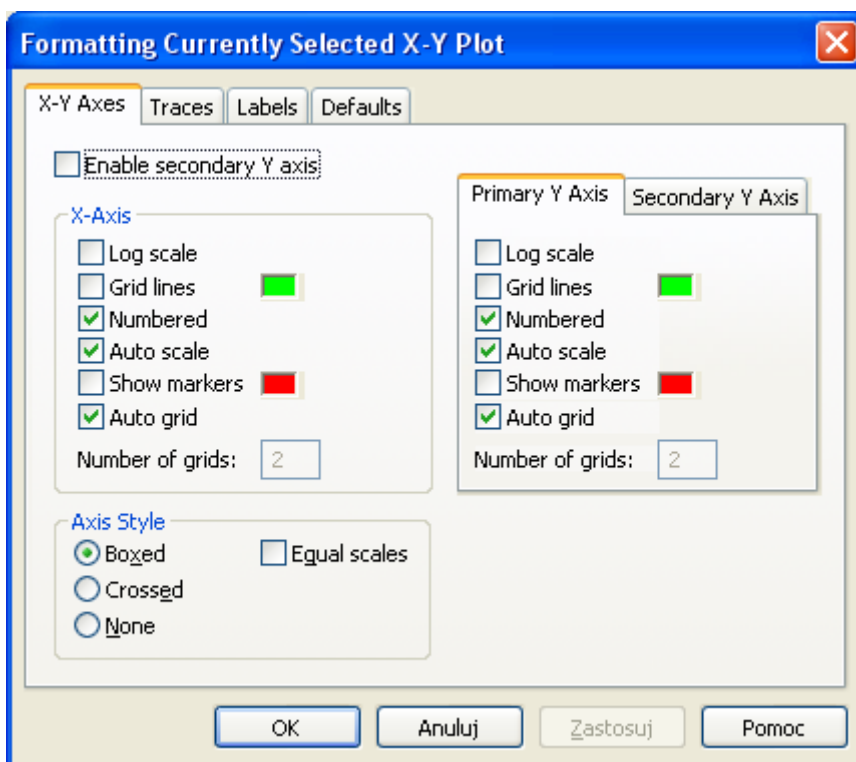 Formatting Currently Selected X-Y Plot
X-Y Axes Traces Labels Defaults
Enable secondary Y axis
X-Axis
Log scale
Grid lines
Numbered
Auto scale
Show markers
Auto grid
Number of grids: 2
Primary Y Axis Secondary Y Axis
Log scale
Grid lines
Numbered
Auto scale
Show markers
Auto grid
Number of grids: 2
Axis Style
Boxed Equal scales
Crossed
None
OK Anuluj Zastosuj Pomoc